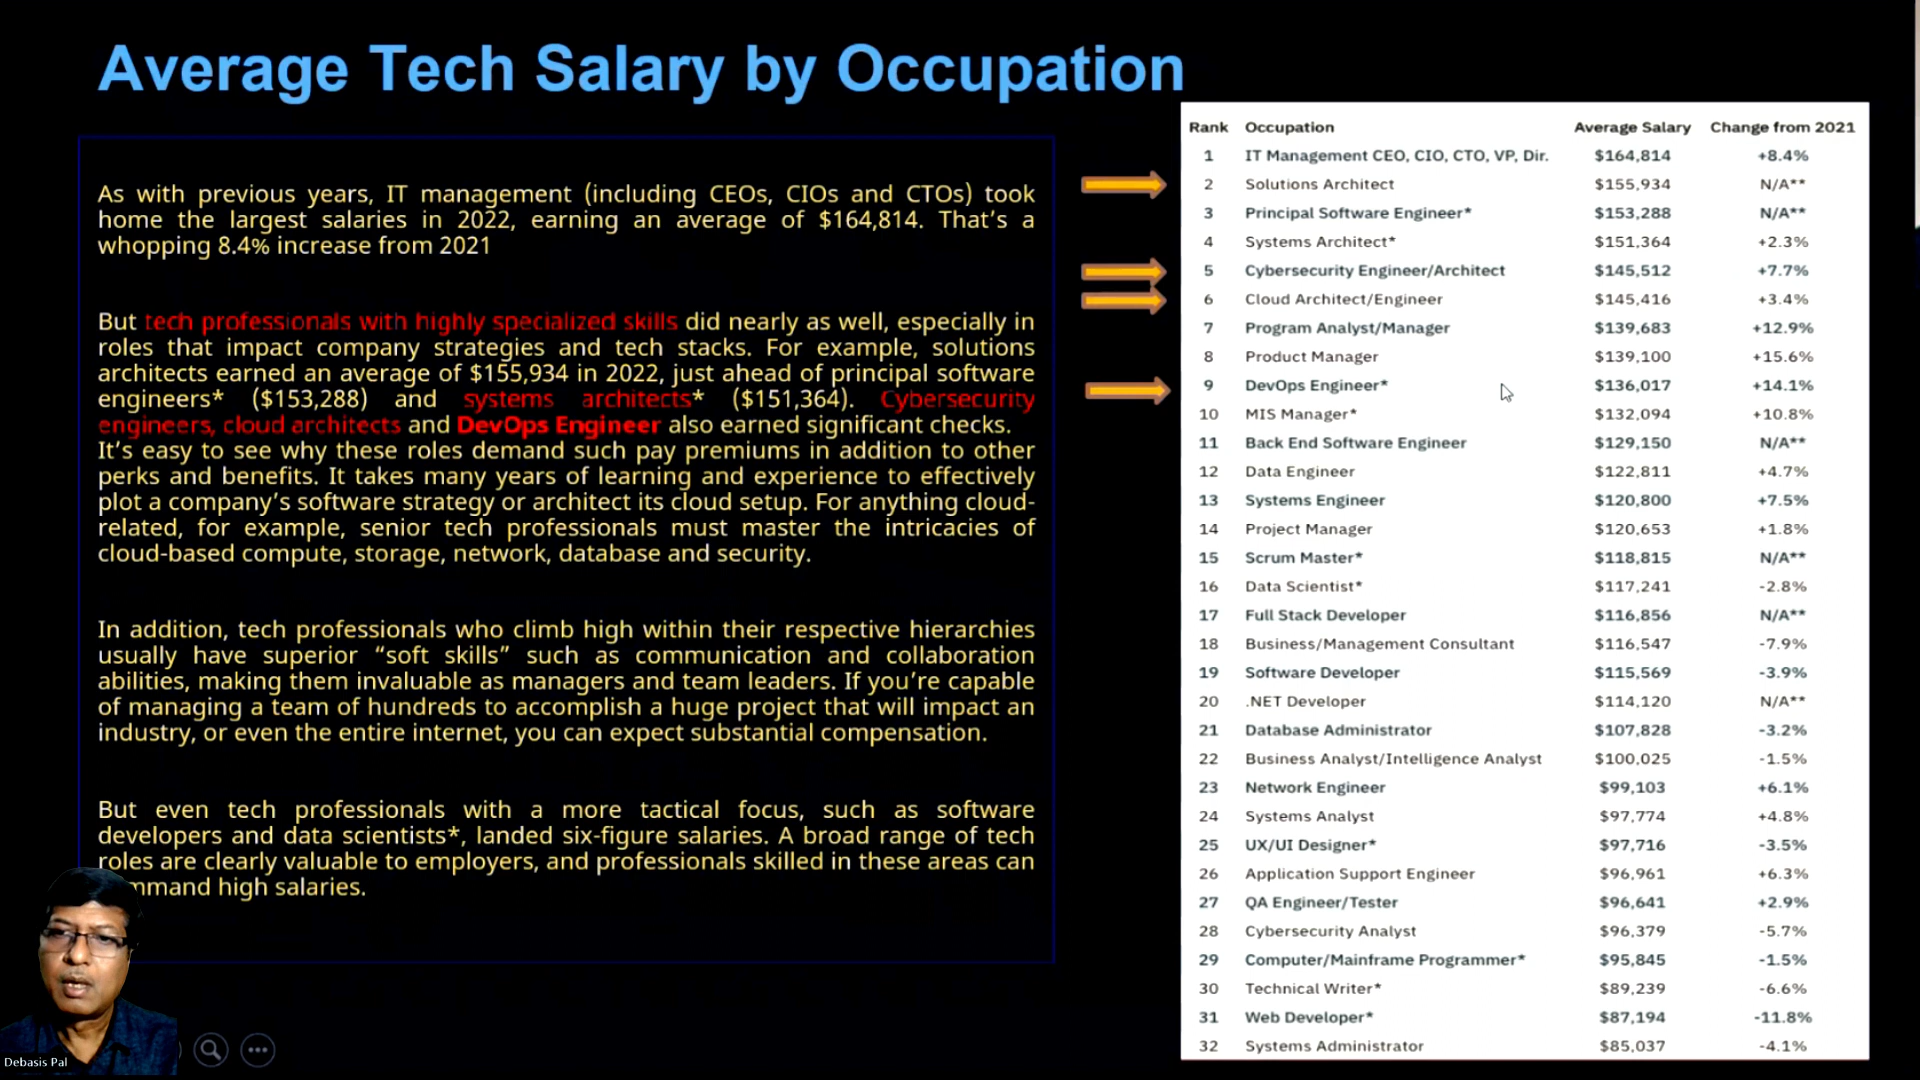 Average Tech Salary by Occupation
As with previous years, IT management (including CEOs, CIOs and CTOs) took
home the largest salaries in 2022, earning an average of $164,814. That’s a
whopping 8.4% increase from 2021
But tech professionals with highly specialized skills did nearly as well, especially in
roles that impact company strategies and tech stacks. For example, solutions
architects earned an average of $155,934 in 2022, just ahead of principal software
engineers* ($153,288) and systems architects* ($151,364). Cybersecurity
engineers, cloud architects and DevOps Engineer also earned significant checks.
It’s easy to see why these roles demand such pay premiums in addition to other
perks and benefits. It takes many years of learning and experience to effectively
plot a company’s software strategy or architect its cloud setup. For anything cloud-
related, for example, senior tech professionals must master the intricacies of
cloud-based compute, storage, network, database and security.
In addition, tech professionals who climb high within their respective hierarchies
usually have superior “soft skills” such as communication and collaboration
abilities, making them invaluable as managers and team leaders. If you’re capable
of managing a team of hundreds to accomplish a huge project that will impact an
industry, or even the entire internet, you can expect substantial compensation.
But even tech professionals with a more tactical focus, such as software
developers and data scientists*, landed six-figure salaries. A broad range of tech
roles are clearly valuable to employers, and professionals skilled in these areas can
mmand high salaries.
Rank Occupation Average Salary Change from 2021
1 IT Management CEO, CIO, CTO, VP, Dir. $164,814 +8.4%
2 Solutions Architect $155,934 N/A**
3 Principal Software Engineer* $153,288 N/A**
4 Systems Architect* $151,364 +2.3%
5 Cybersecurity Engineer/Architect $145,512 +7.7%
6 Cloud Architect/Engineer $145,416 +3.4%
7 Program Analyst/Manager $139,683 +12.9%
8 Product Manager $139,100 +15.6%
9 DevOps Engineer* $136,017 +14.1%
10 MIS Manager* $132,094 +10.8%
11 Back End Software Engineer $129,150 N/A**
12 Data Engineer $122,811 +4.7%
13 Systems Engineer $120,800 +7.5%
14 Project Manager $120,653 +1.8%
15 Scrum Master* $118,815 N/A**
16 Data Scientist* $117,241 -2.8%
17 Full Stack Developer $116,856 N/A**
18 Business/Management Consultant $116,547 -7.9%
19 Software Developer $115,569 -3.9%
20 .NET Developer $114,120 N/A**
21 Database Administrator $107,828 -3.2%
22 Business Analyst/Intelligence Analyst $100,025 -1.5%
23 Network Engineer $99,103 +6.1%
24 Systems Analyst $97,774 +4.8%
25 UX/UI Designer* $97,716 -3.5%
26 Application Support Engineer $96,961 +6.3%
27 QA Engineer/Tester $96,641 +2.9%
28 Cybersecurity Analyst $96,379 -5.7%
29 Computer/Mainframe Programmer* $95,845 -1.5%
30 Technical Writer* $89,239 -6.6%
31 Web Developer* $87,194 -11.8%
32 Systems Administrator $85,037 -4.1%
Debasis Pal